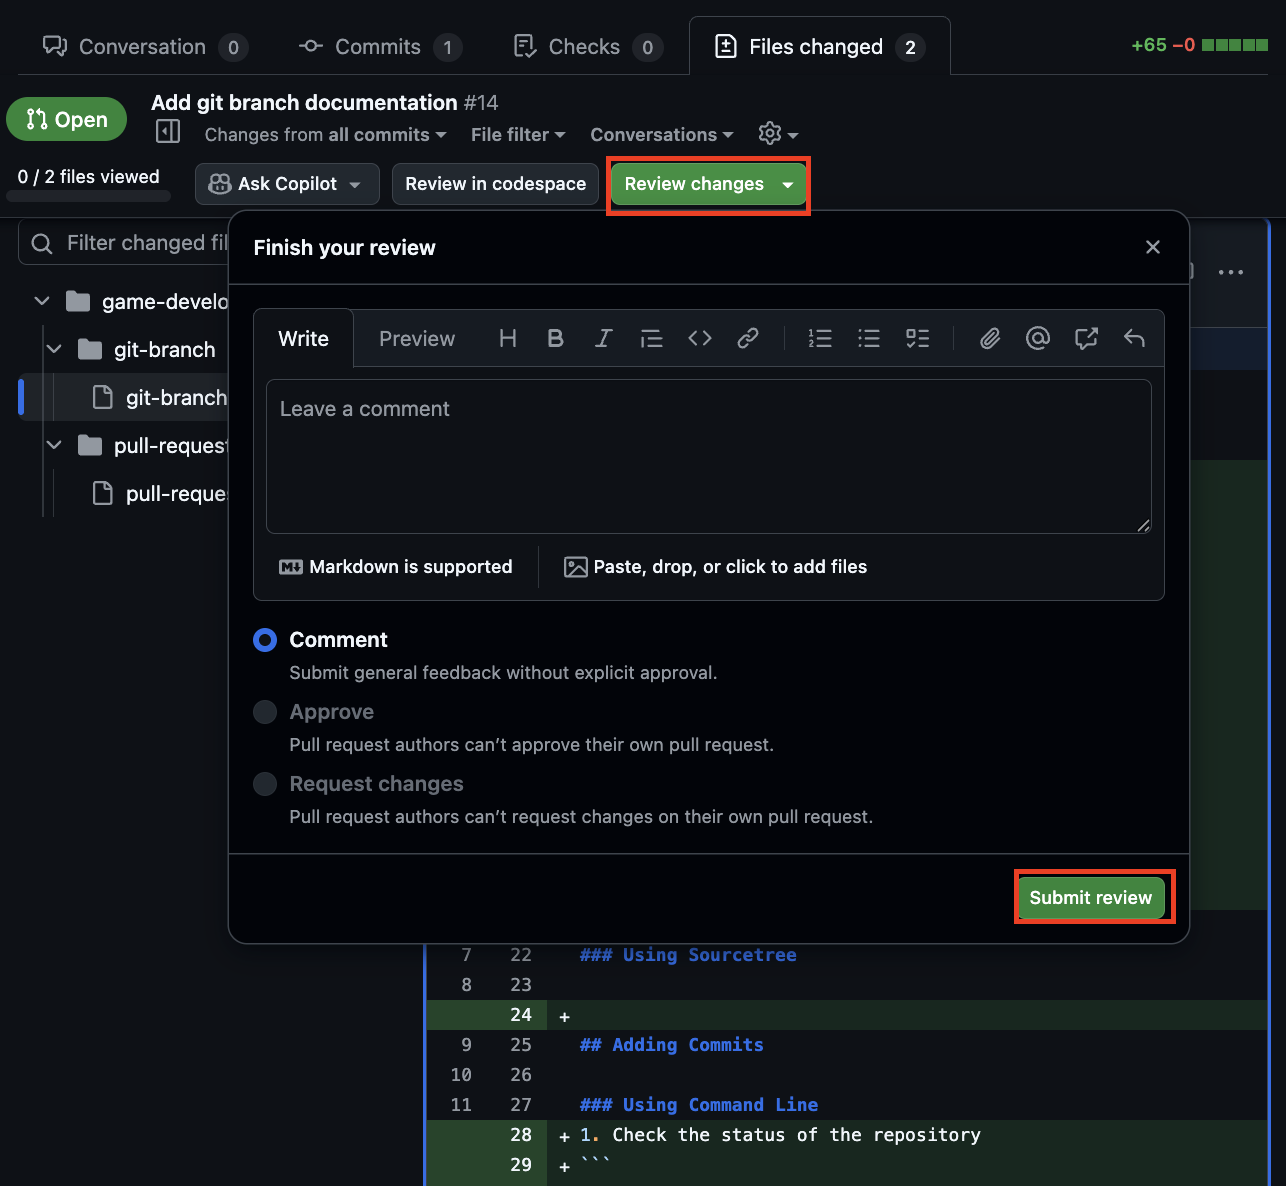 Conversation 0 Commits 1 Checks 0 Files changed 2 +65 −0
Open Add git branch documentation #14
Changes from all commits File filter Conversations
0 / 2 files viewed Ask Copilot Review in codespace Review changes
Filter changed fil
Finish your review
game-develo
git-branch
git-branch
pull-request
pull-reque
Write Preview
Leave a comment
Markdown is supported Paste, drop, or click to add files
Comment
Submit general feedback without explicit approval.
Approve
Pull request authors can’t approve their own pull request.
Request changes
Pull request authors can’t request changes on their own pull request.
Submit review
7 22 ### Using Sourcetree
8 23
24 +
9 25 ## Adding Commits
10 26
11 27 ### Using Command Line
28 + 1. Check the status of the repository
29 + ```